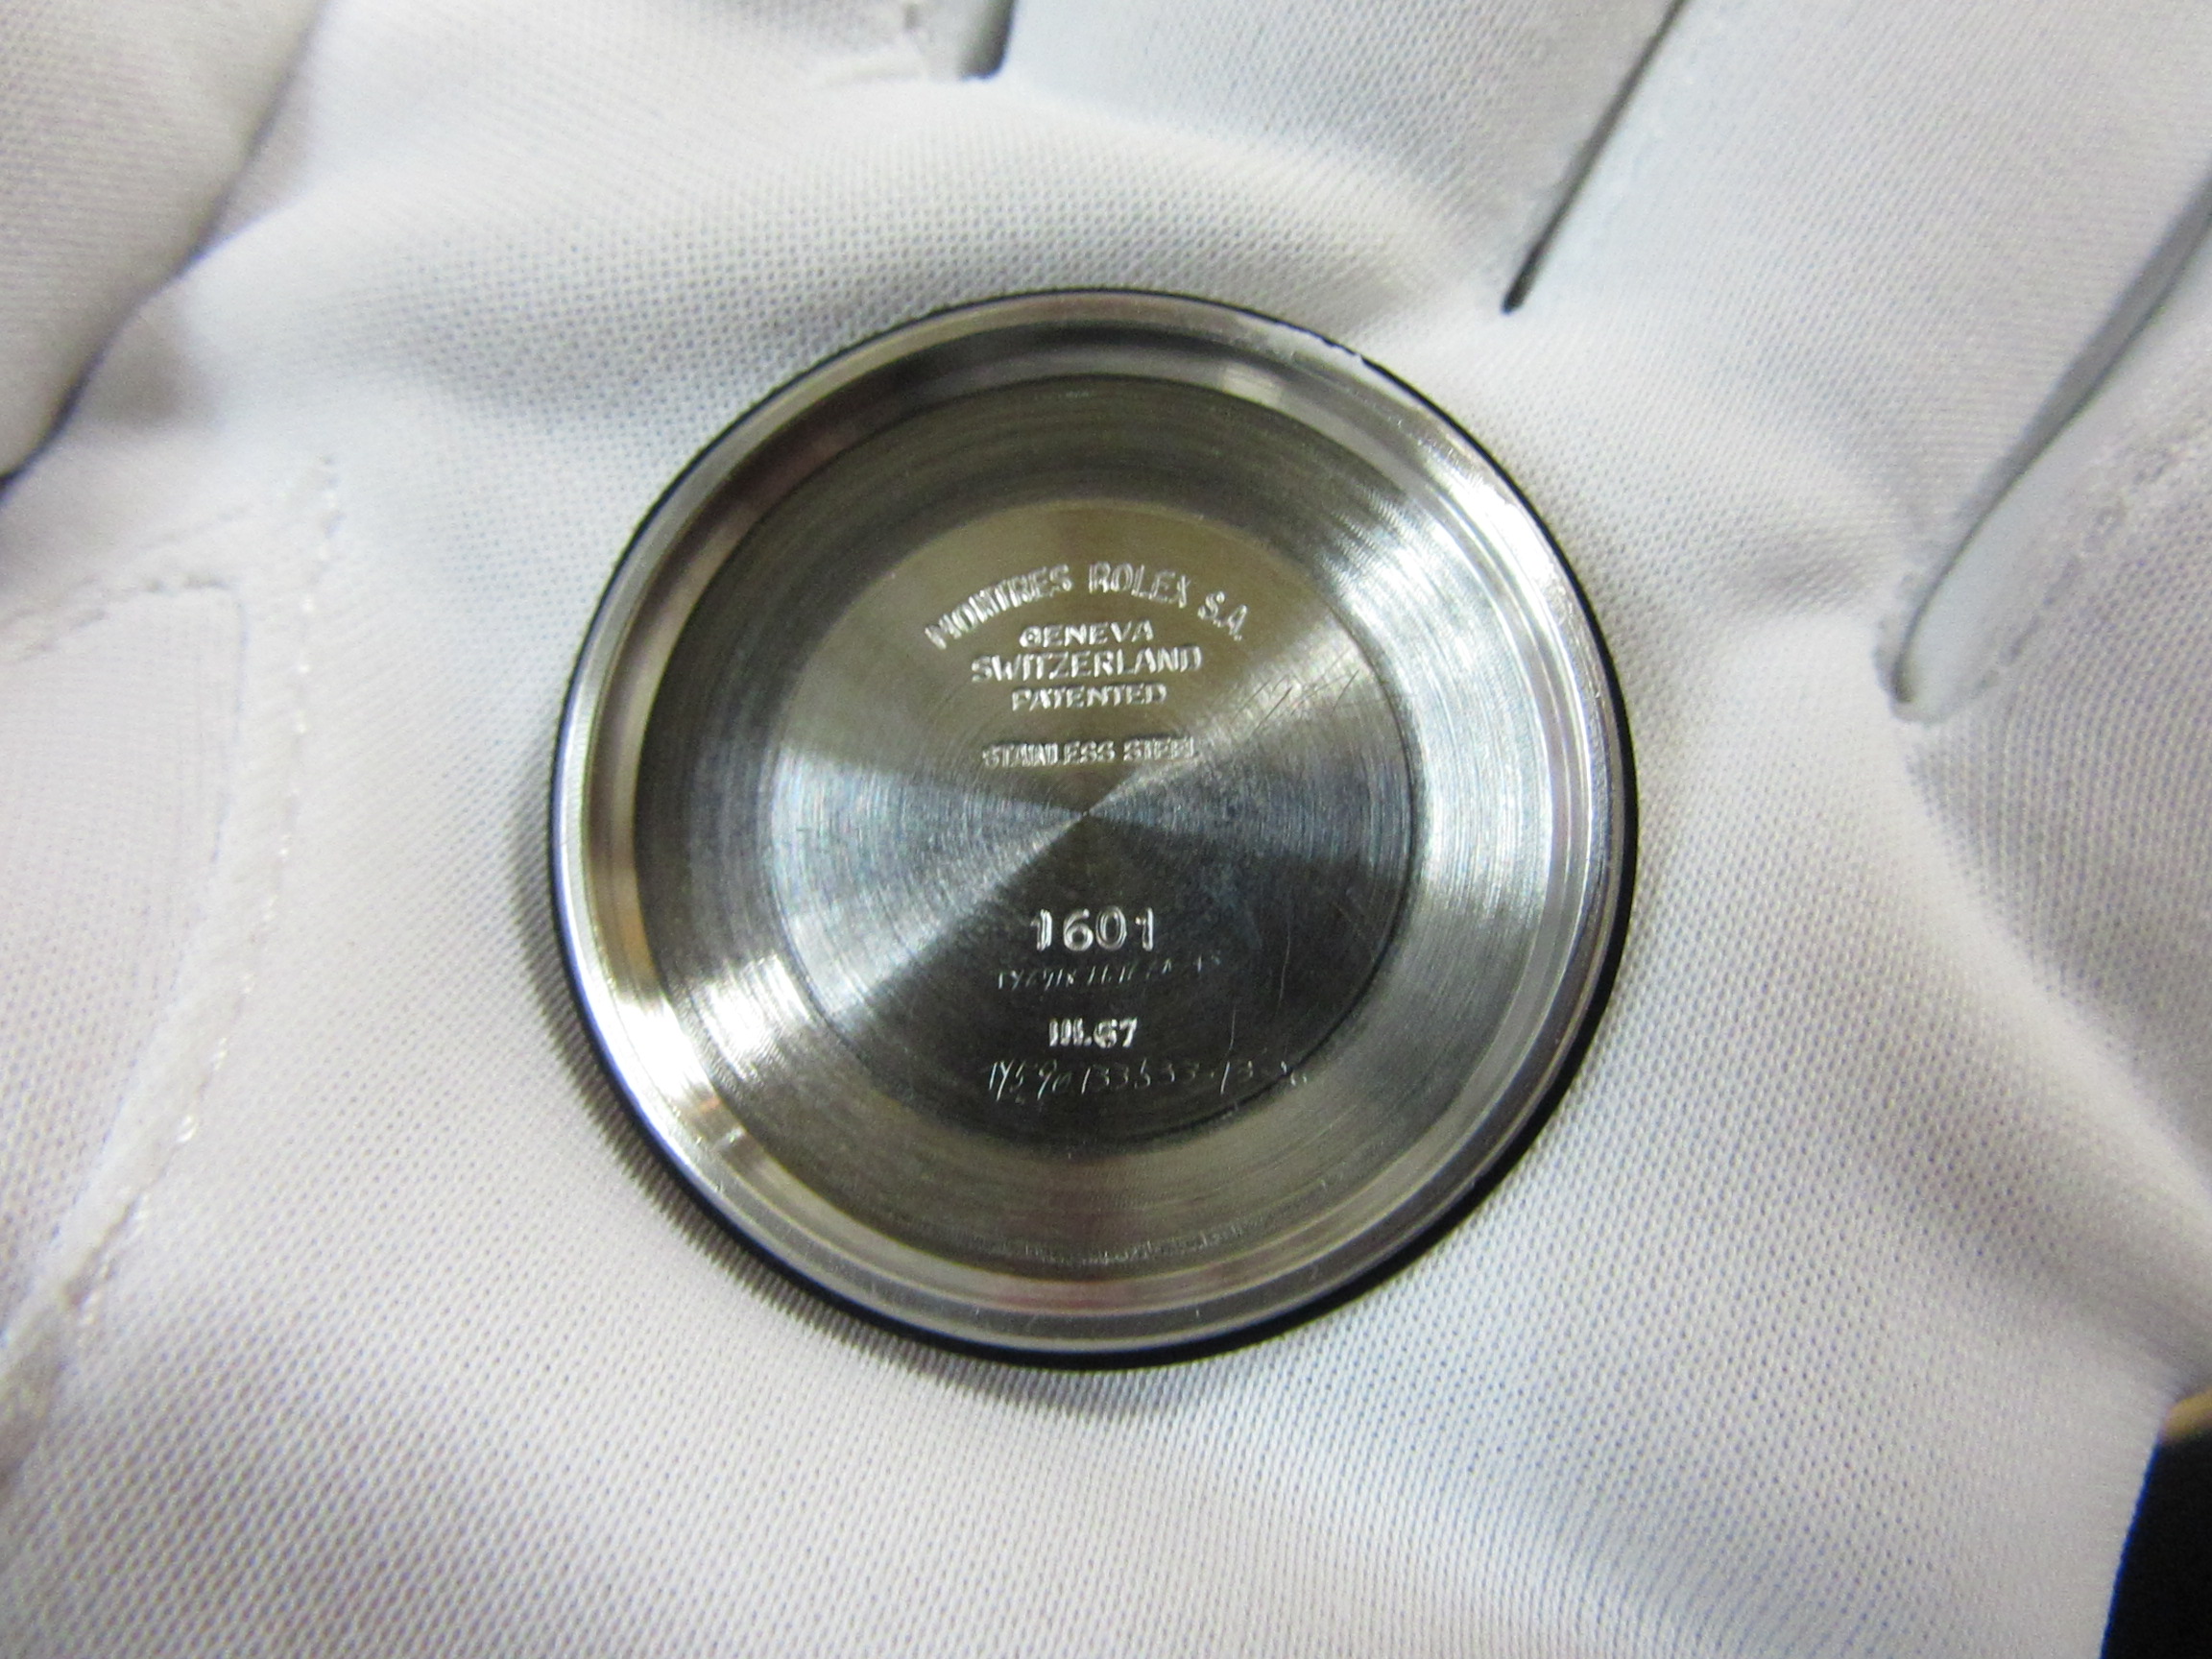 MONTRES ROLEX S.A.
GENEVA
SWITZERLAND
PATENTED
STAINLESS STEEL
1601
III.67